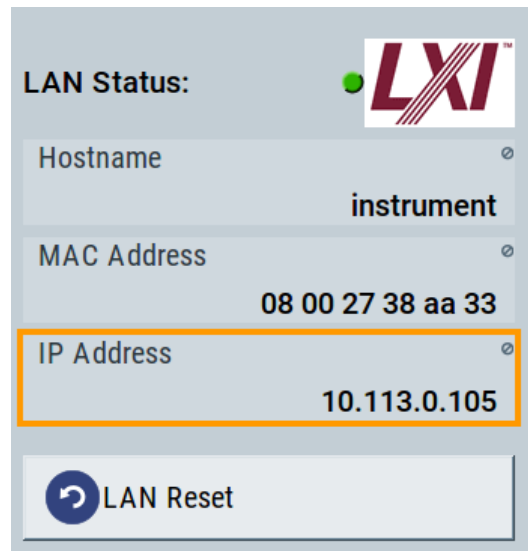 LAN Status:
LXI™
Hostname
instrument
MAC Address
08 00 27 38 aa 33
IP Address
10.113.0.105
LAN Reset